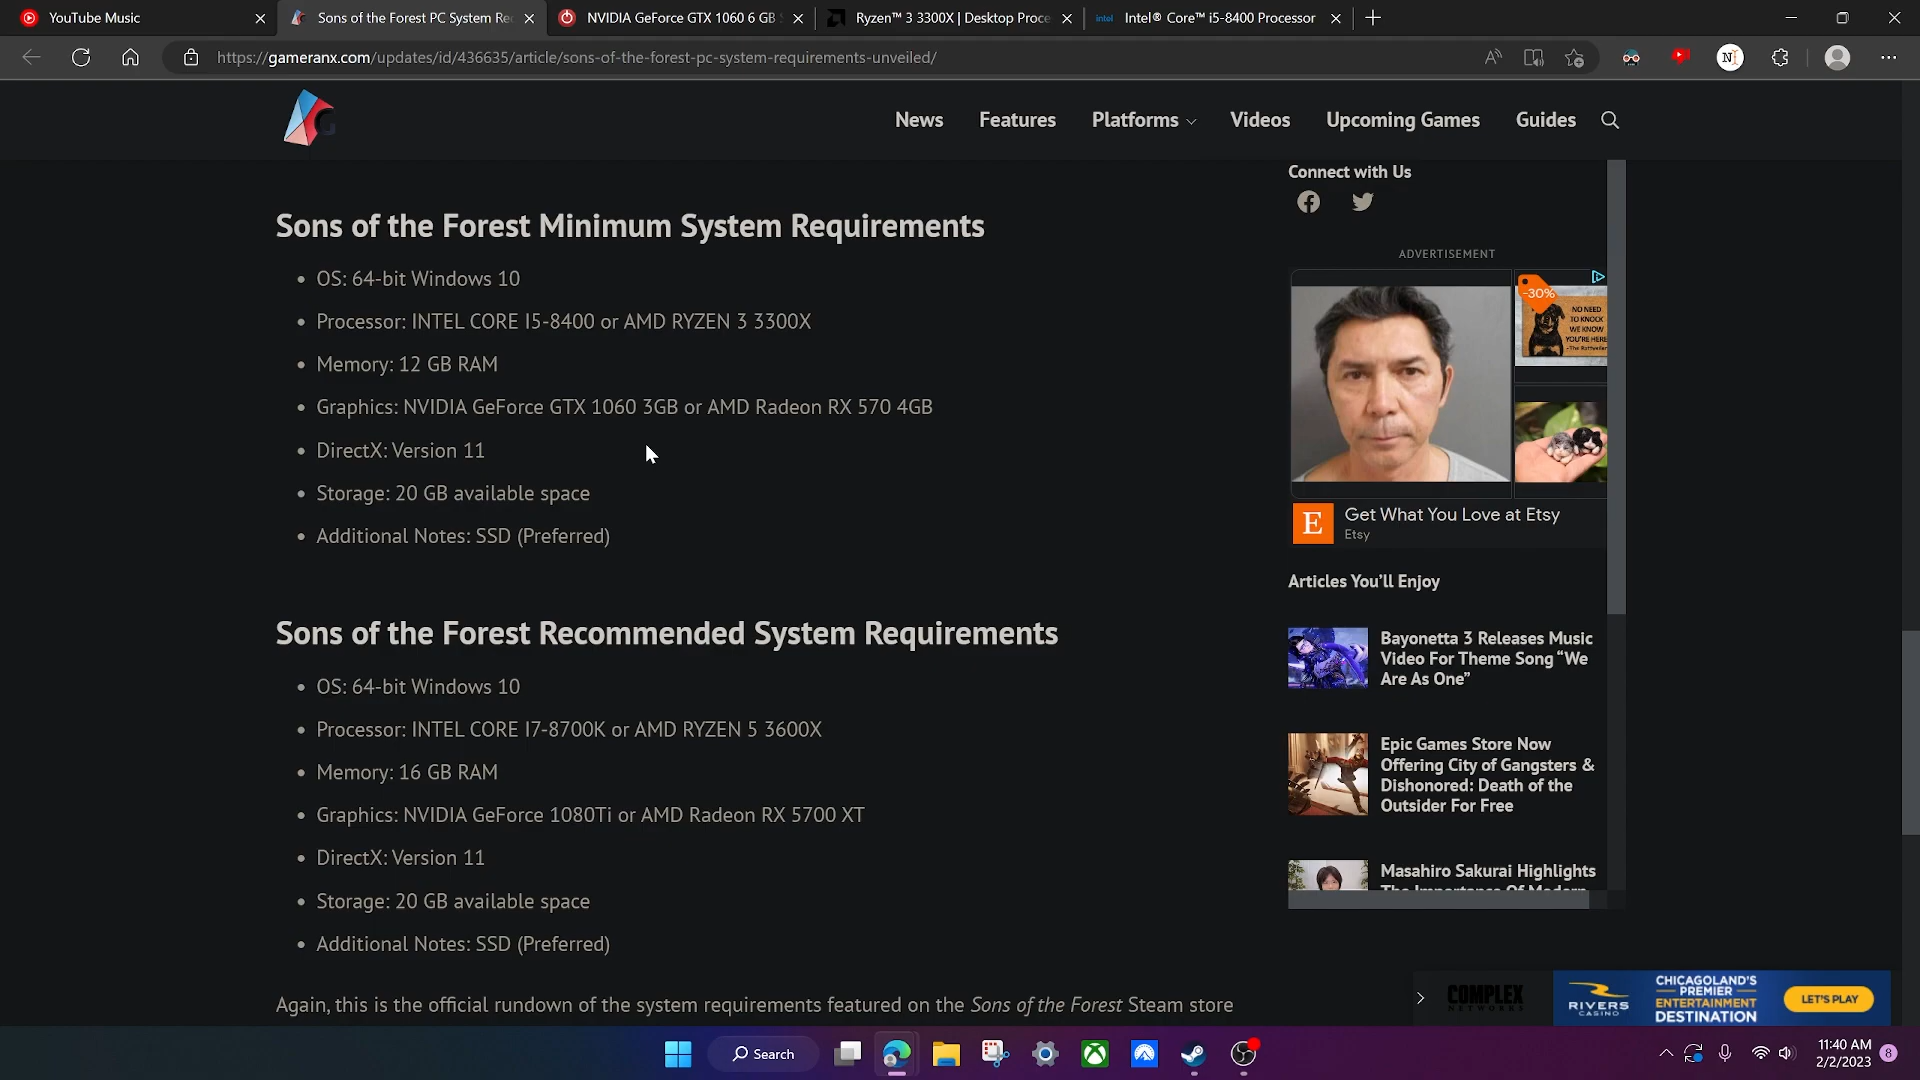 YouTube Music
Sons of the Forest PC System Re
NVIDIA GeForce GTX 1060 6 GB
Ryzen™ 3 3300X | Desktop Proce
intel Intel® Core™ i5-8400 Processor
https://gameranx.com/updates/id/436635/article/sons-of-the-forest-pc-system-requirements-unveiled/
News
Features
Platforms
Videos
Upcoming Games
Guides
Sons of the Forest Minimum System Requirements
• OS: 64-bit Windows 10
• Processor: INTEL CORE I5-8400 or AMD RYZEN 3 3300X
• Memory: 12 GB RAM
• Graphics: NVIDIA GeForce GTX 1060 3GB or AMD Radeon RX 570 4GB
• DirectX: Version 11
• Storage: 20 GB available space
• Additional Notes: SSD (Preferred)
Sons of the Forest Recommended System Requirements
• OS: 64-bit Windows 10
• Processor: INTEL CORE I7-8700K or AMD RYZEN 5 3600X
• Memory: 16 GB RAM
• Graphics: NVIDIA GeForce 1080Ti or AMD Radeon RX 5700 XT
• DirectX: Version 11
• Storage: 20 GB available space
• Additional Notes: SSD (Preferred)
Again, this is the official rundown of the system requirements featured on the Sons of the Forest Steam store
Connect with Us
ADVERTISEMENT
-30%
NO NEED
TO KNOCK
WE KNOW
YOU'RE HERE
E
Get What You Love at Etsy
Etsy
Articles You'll Enjoy
Bayonetta 3 Releases Music
Video For Theme Song “We
Are As One”
Epic Games Store Now
Offering City of Gangsters &
Dishonored: Death of the
Outsider For Free
Masahiro Sakurai Highlights
The Importance Of Modern
COMPLEX
NETWORKS
RIVERS
CASINO
CHICAGOLAND'S
PREMIER
ENTERTAINMENT
DESTINATION
LET'S PLAY
Search
11:40 AM
2/2/2023
8